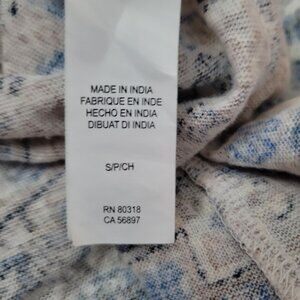 MADE IN INDIA
FABRIQUE EN INDE
HECHO EN INDIA
DIBUAT DI INDIA
S/P/CH
RN 80318
CA 56897